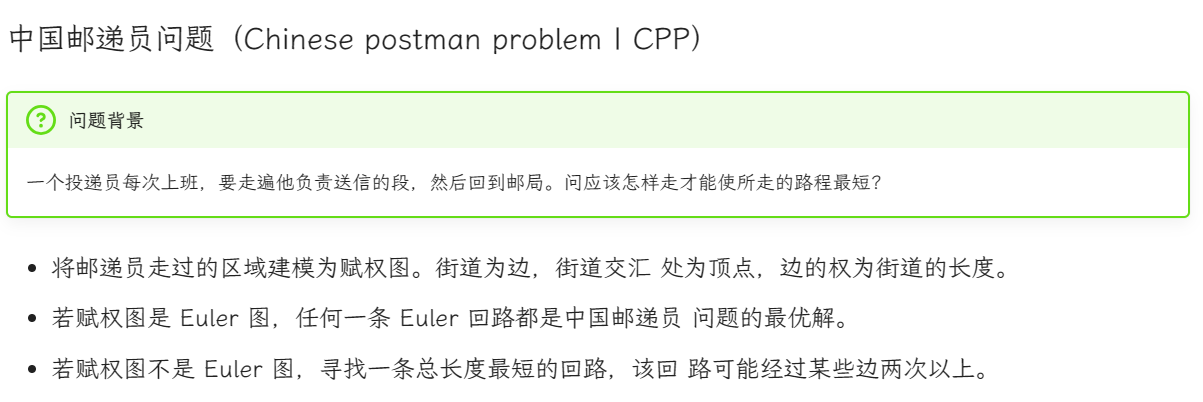 中国邮递员问题（Chinese postman problem | CPP）
问题背景
一个投递员每次上班，要走遍他负责送信的段，然后回到邮局。问应该怎样走才能使所走的路程最短？
将邮递员走过的区域建模为赋权图。街道为边，街道交汇 处为顶点，边的权为街道的长度。
若赋权图是 Euler 图，任何一条 Euler 回路都是中国邮递员 问题的最优解。
若赋权图不是 Euler 图，寻找一条总长度最短的回路，该回 路可能经过某些边两次以上。